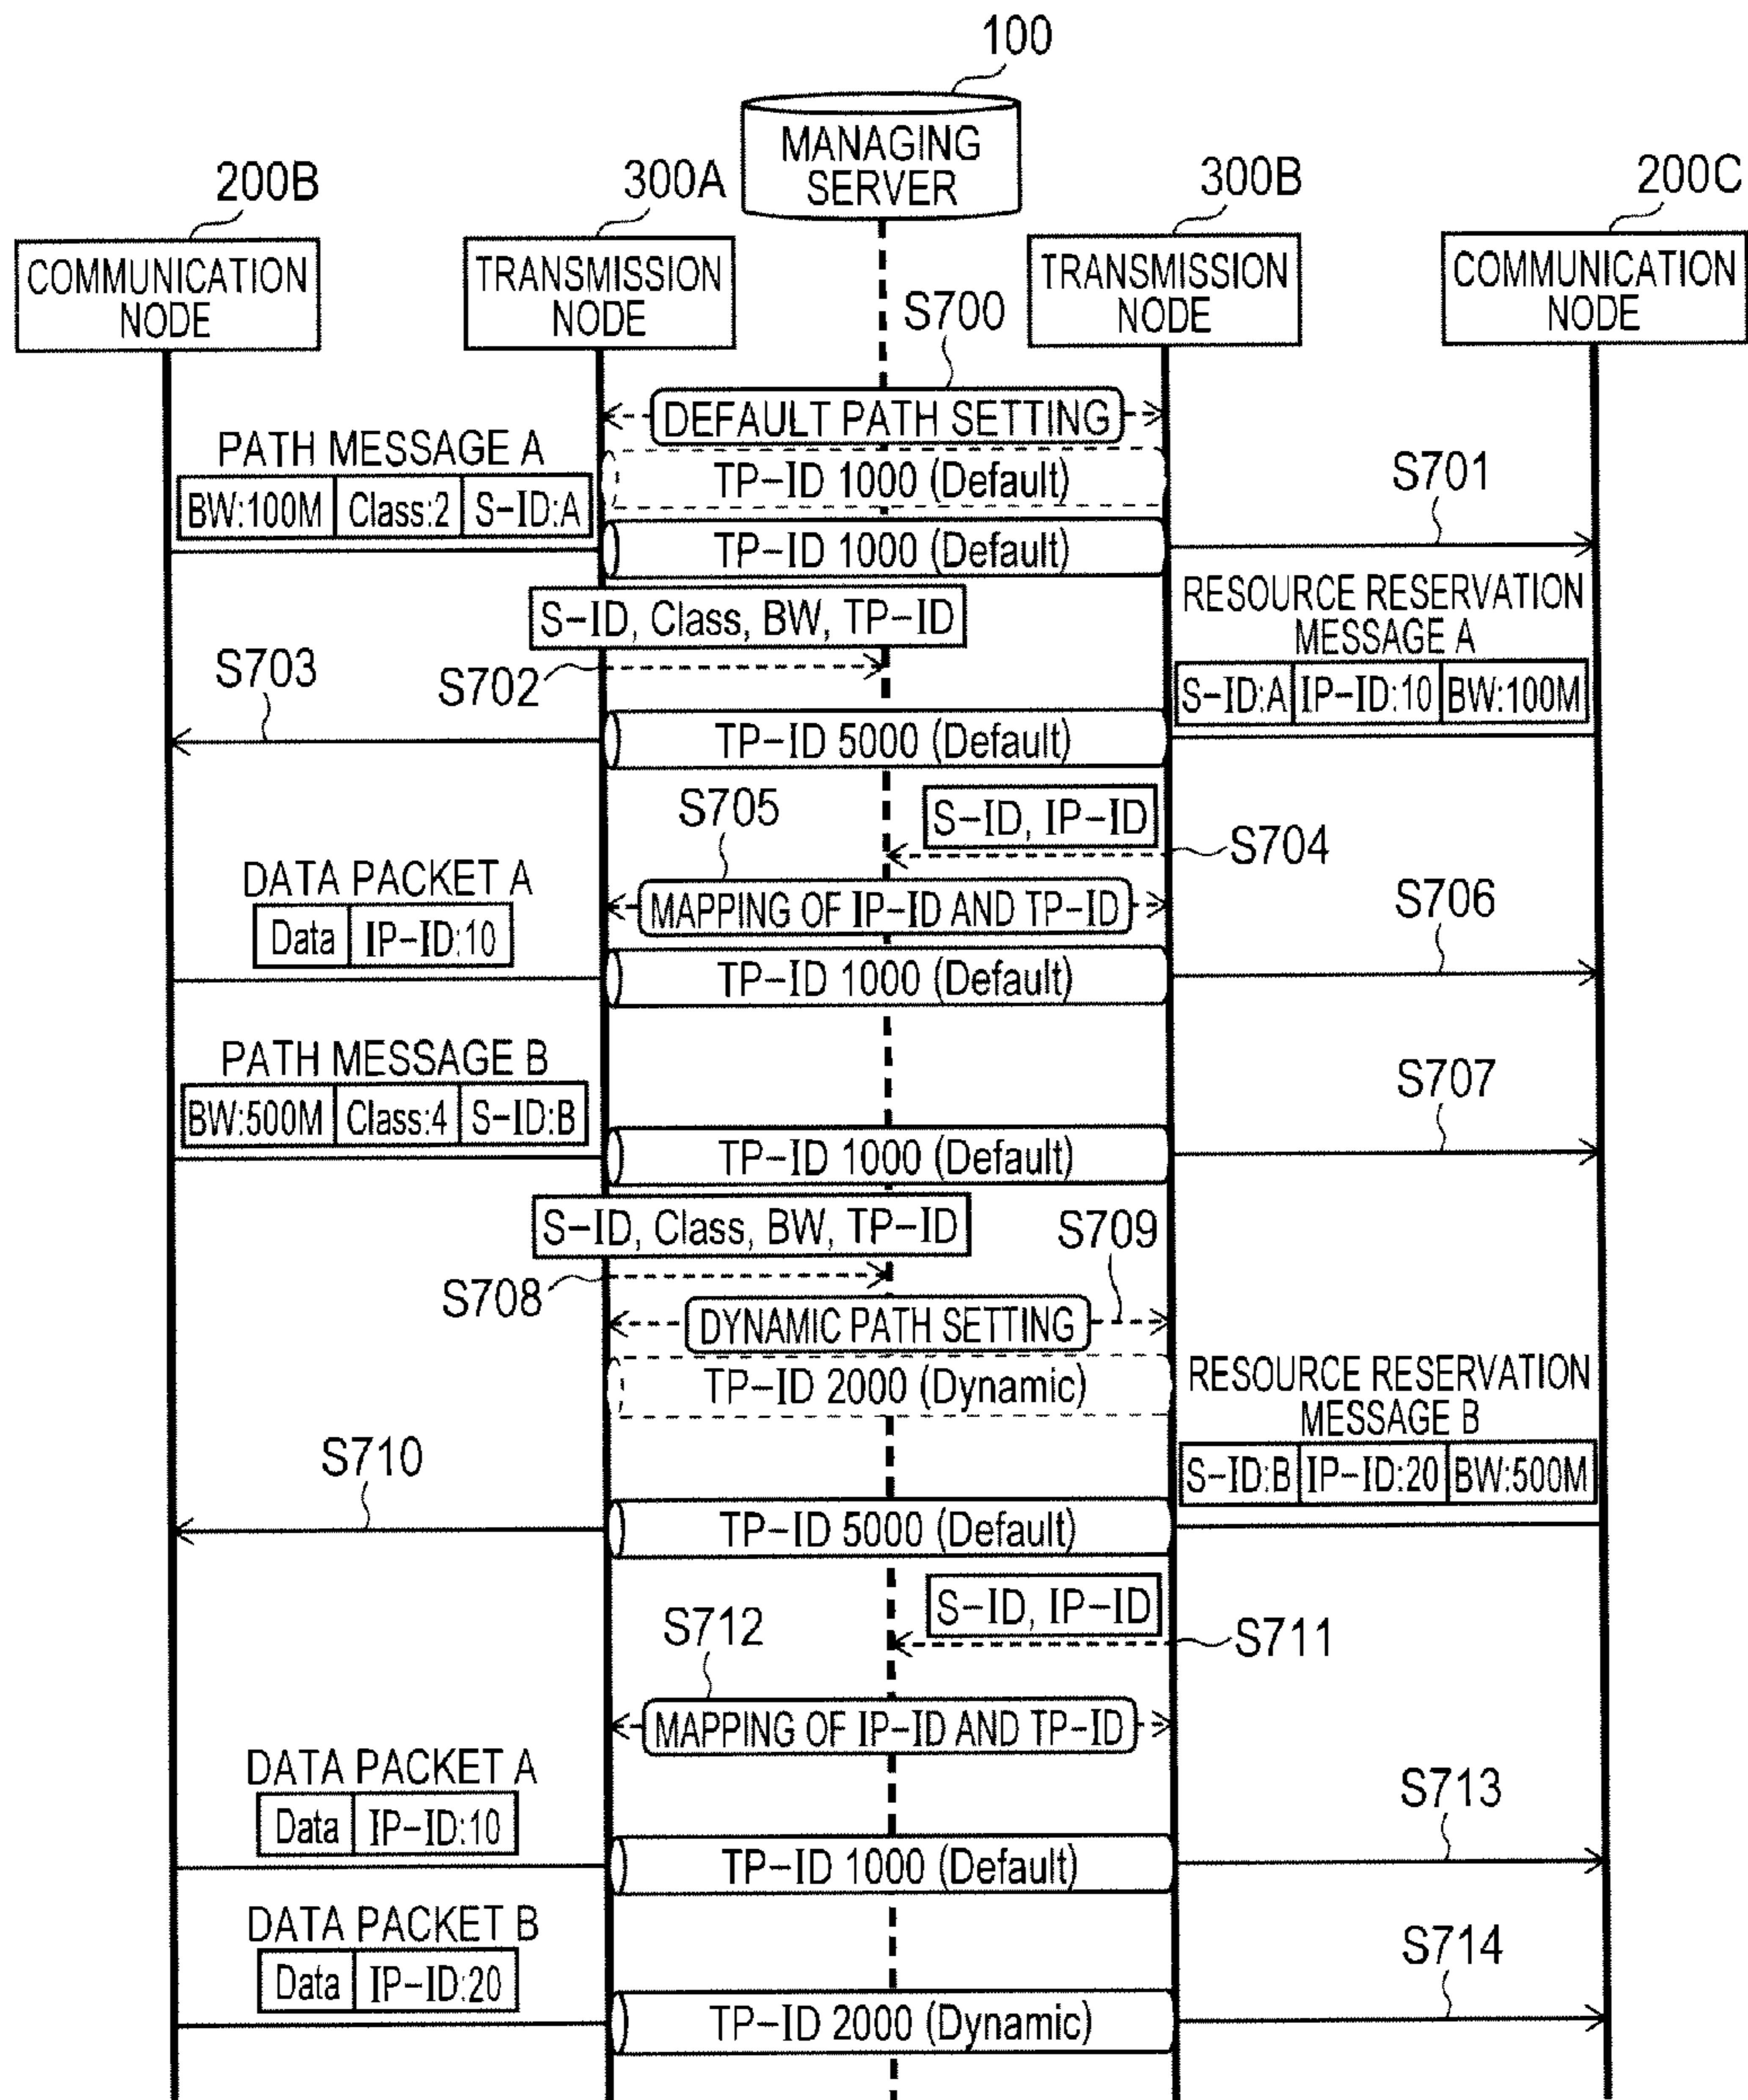 100
MANAGING
SERVER
200B
300A
300B
200C
COMMUNICATION
NODE
TRANSMISSION
NODE
TRANSMISSION
NODE
COMMUNICATION
NODE
S700
DEFAULT PATH SETTING
PATH MESSAGE A
BW:100M Class:2 S-ID:A
TP-ID 1000 (Default)
S701
TP-ID 1000 (Default)
S-ID, Class, BW, TP-ID
RESOURCE RESERVATION
MESSAGE A
S703
S702
S-ID:A IP-ID:10 BW:100M
TP-ID 5000 (Default)
S705
S-ID, IP-ID
S704
DATA PACKET A
Data IP-ID:10
MAPPING OF IP-ID AND TP-ID
S706
TP-ID 1000 (Default)
PATH MESSAGE B
BW:500M Class:4 S-ID:B
S707
TP-ID 1000 (Default)
S-ID, Class, BW, TP-ID
S709
S708
DYNAMIC PATH SETTING
TP-ID 2000 (Dynamic)
RESOURCE RESERVATION
MESSAGE B
S710
S-ID:B IP-ID:20 BW:500M
TP-ID 5000 (Default)
S-ID, IP-ID
S712
S711
MAPPING OF IP-ID AND TP-ID
DATA PACKET A
Data IP-ID:10
S713
TP-ID 1000 (Default)
DATA PACKET B
Data IP-ID:20
S714
TP-ID 2000 (Dynamic)